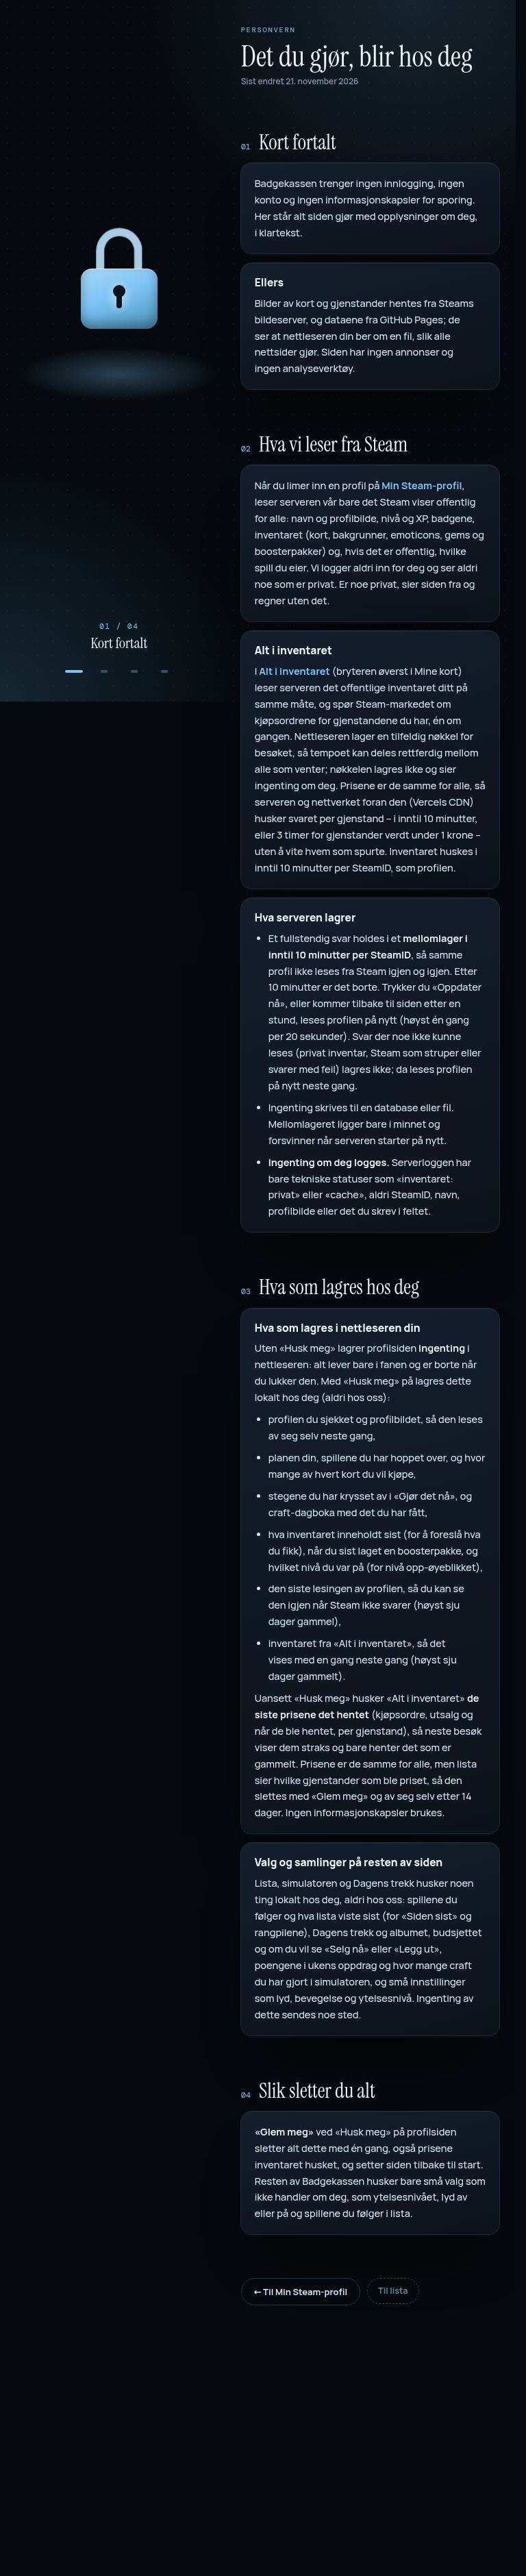 PERSONVERN
Det du gjør, blir hos deg
Sist endret 21. november 2026
01 Kort fortalt
Badgekassen trenger ingen innlogging, ingen
konto og ingen informasjonskapsler for sporing.
Her står alt siden gjør med opplysninger om deg,
i klartekst.
Ellers
Bilder av kort og gjenstander hentes fra Steams
bildeserver, og dataene fra GitHub Pages; de
ser at nettleseren din ber om en fil, slik alle
nettsider gjør. Siden har ingen annonser og
ingen analyseverktøy.
02 Hva vi leser fra Steam
Når du limer inn en profil på Min Steam-profil,
leser serveren vår bare det Steam viser offentlig
for alle: navn og profilbilde, nivå og XP, badgene,
inventaret (kort, bakgrunner, emoticons, gems og
boosterpakker) og, hvis det er offentlig, hvilke
spill du eier. Vi logger aldri inn for deg og ser aldri
noe som er privat. Er noe privat, sier siden fra og
regner uten det.
01 / 04
Kort fortalt
Alt i inventaret
I Alt i inventaret (bryteren øverst i Mine kort)
leser serveren det offentlige inventaret ditt på
samme måte, og spør Steam-markedet om
kjøpsordrene for gjenstandene du har, én om
gangen. Nettleseren lager en tilfeldig nøkkel for
besøket, så tempoet kan deles rettferdig mellom
alle som venter; nøkkelen lagres ikke og sier
ingenting om deg. Prisene er de samme for alle, så
serveren og nettverket foran den (Vercels CDN)
husker svaret per gjenstand – i inntil 10 minutter,
eller 3 timer for gjenstander verdt under 1 krone –
uten å vite hvem som spurte. Inventaret huskes i
inntil 10 minutter per SteamID, som profilen.
Hva serveren lagrer
• Et fullstendig svar holdes i et mellomlager i
inntil 10 minutter per SteamID, så samme
profil ikke leses fra Steam igjen og igjen. Etter
10 minutter er det borte. Trykker du «Oppdater
nå», eller kommer tilbake til siden etter en
stund, leses profilen på nytt (høyst én gang
per 20 sekunder). Svar der noe ikke kunne
leses (privat inventar, Steam som struper eller
svarer med feil) lagres ikke; da leses profilen
på nytt neste gang.
• Ingenting skrives til en database eller fil.
Mellomlageret ligger bare i minnet og
forsvinner når serveren starter på nytt.
• Ingenting om deg logges. Serverloggen har
bare tekniske statuser som «inventaret:
privat» eller «cache», aldri SteamID, navn,
profilbilde eller det du skrev i feltet.
03 Hva som lagres hos deg
Hva som lagres i nettleseren din
Uten «Husk meg» lagrer profilsiden ingenting i
nettleseren: alt lever bare i fanen og er borte når
du lukker den. Med «Husk meg» på lagres dette
lokalt hos deg (aldri hos oss):
• profilen du sjekket og profilbildet, så den leses
av seg selv neste gang,
• planen din, spillene du har hoppet over, og hvor
mange av hvert kort du vil kjøpe,
• stegene du har krysset av i «Gjør det nå», og
craft-dagboka med det du har fått,
• hva inventaret inneholdt sist (for å foreslå hva
du fikk), når du sist laget en boosterpakke, og
hvilket nivå du var på (for nivå opp-øyeblikket),
• den siste lesingen av profilen, så du kan se
den igjen når Steam ikke svarer (høyst sju
dager gammel),
• inventaret fra «Alt i inventaret», så det
vises med en gang neste gang (høyst sju
dager gammelt).
Uansett «Husk meg» husker «Alt i inventaret» de
siste prisene det hentet (kjøpsordre, utsalg og
når de ble hentet, per gjenstand), så neste besøk
viser dem straks og bare henter det som er
gammelt. Prisene er de samme for alle, men lista
sier hvilke gjenstander som ble priset, så den
slettes med «Glem meg» og av seg selv etter 14
dager. Ingen informasjonskapsler brukes.
Valg og samlinger på resten av siden
Lista, simulatoren og Dagens trekk husker noen
ting lokalt hos deg, aldri hos oss: spillene du
følger og hva lista viste sist (for «Siden sist» og
rangpilene), Dagens trekk og albumet, budsjettet
og om du vil se «Selg nå» eller «Legg ut»,
poengene i ukens oppdrag og hvor mange craft
du har gjort i simulatoren, og små innstillinger
som lyd, bevegelse og ytelsesnivå. Ingenting av
dette sendes noe sted.
04 Slik sletter du alt
«Glem meg» ved «Husk meg» på profilsiden
sletter alt dette med én gang, også prisene
inventaret husket, og setter siden tilbake til start.
Resten av Badgekassen husker bare små valg som
ikke handler om deg, som ytelsesnivået, lyd av
eller på og spillene du følger i lista.
← Til Min Steam-profil
Til lista